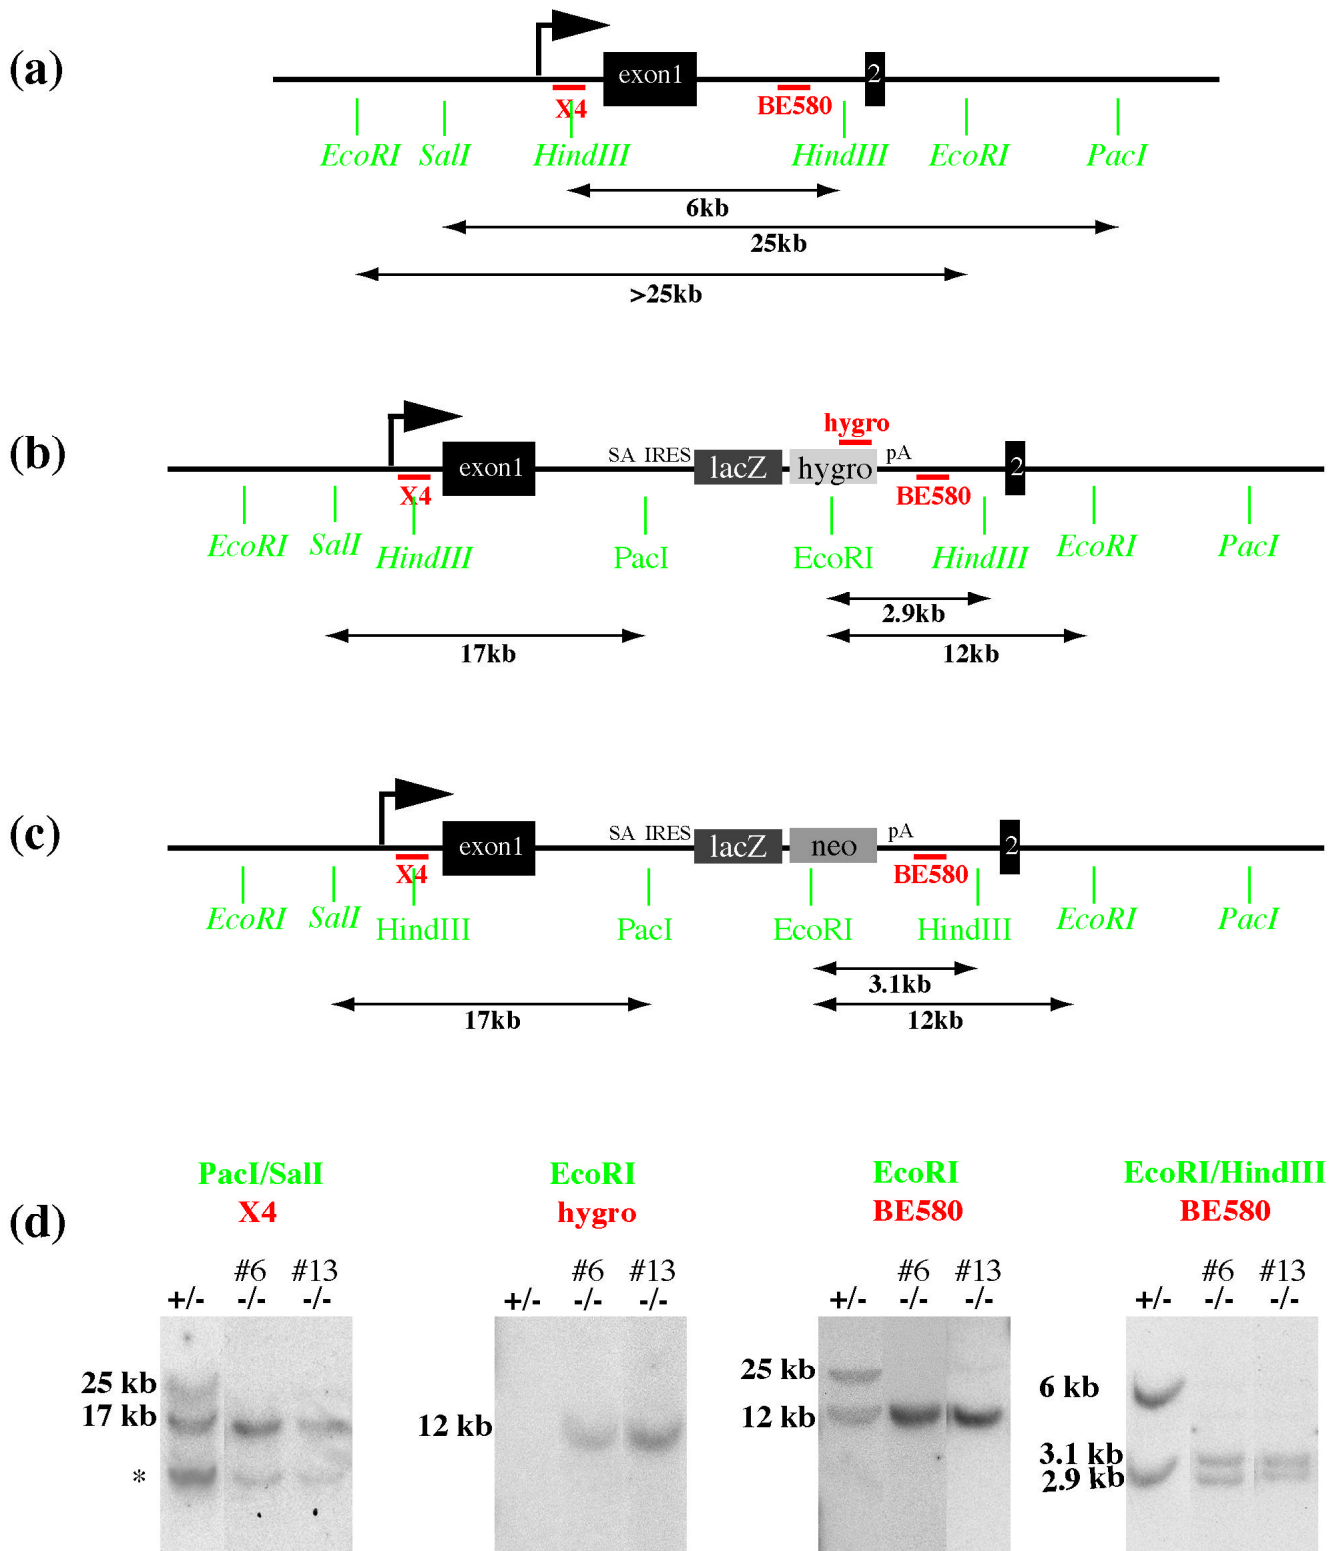 (a)
exon1
2
X4
BE580
EcoRI SalI HindIII HindIII EcoRI PacI
6kb
25kb
>25kb
(b)
hygro
exon1
SA IRES
lacZ
hygro
pA
2
X4
BE580
EcoRI SalI HindIII PacI EcoRI HindIII EcoRI PacI
2.9kb
17kb
12kb
(c)
exon1
SA IRES
lacZ
neo
pA
2
X4
BE580
EcoRI SalI HindIII PacI EcoRI HindIII EcoRI PacI
3.1kb
17kb
12kb
(d)
PacI/SalI
X4
#6 #13
+/- -/- -/-
25 kb
17 kb
*
EcoRI
hygro
#6 #13
+/- -/- -/-
12 kb
EcoRI
BE580
#6 #13
+/- -/- -/-
25 kb
12 kb
EcoRI/HindIII
BE580
#6 #13
+/- -/- -/-
6 kb
3.1 kb
2.9 kb